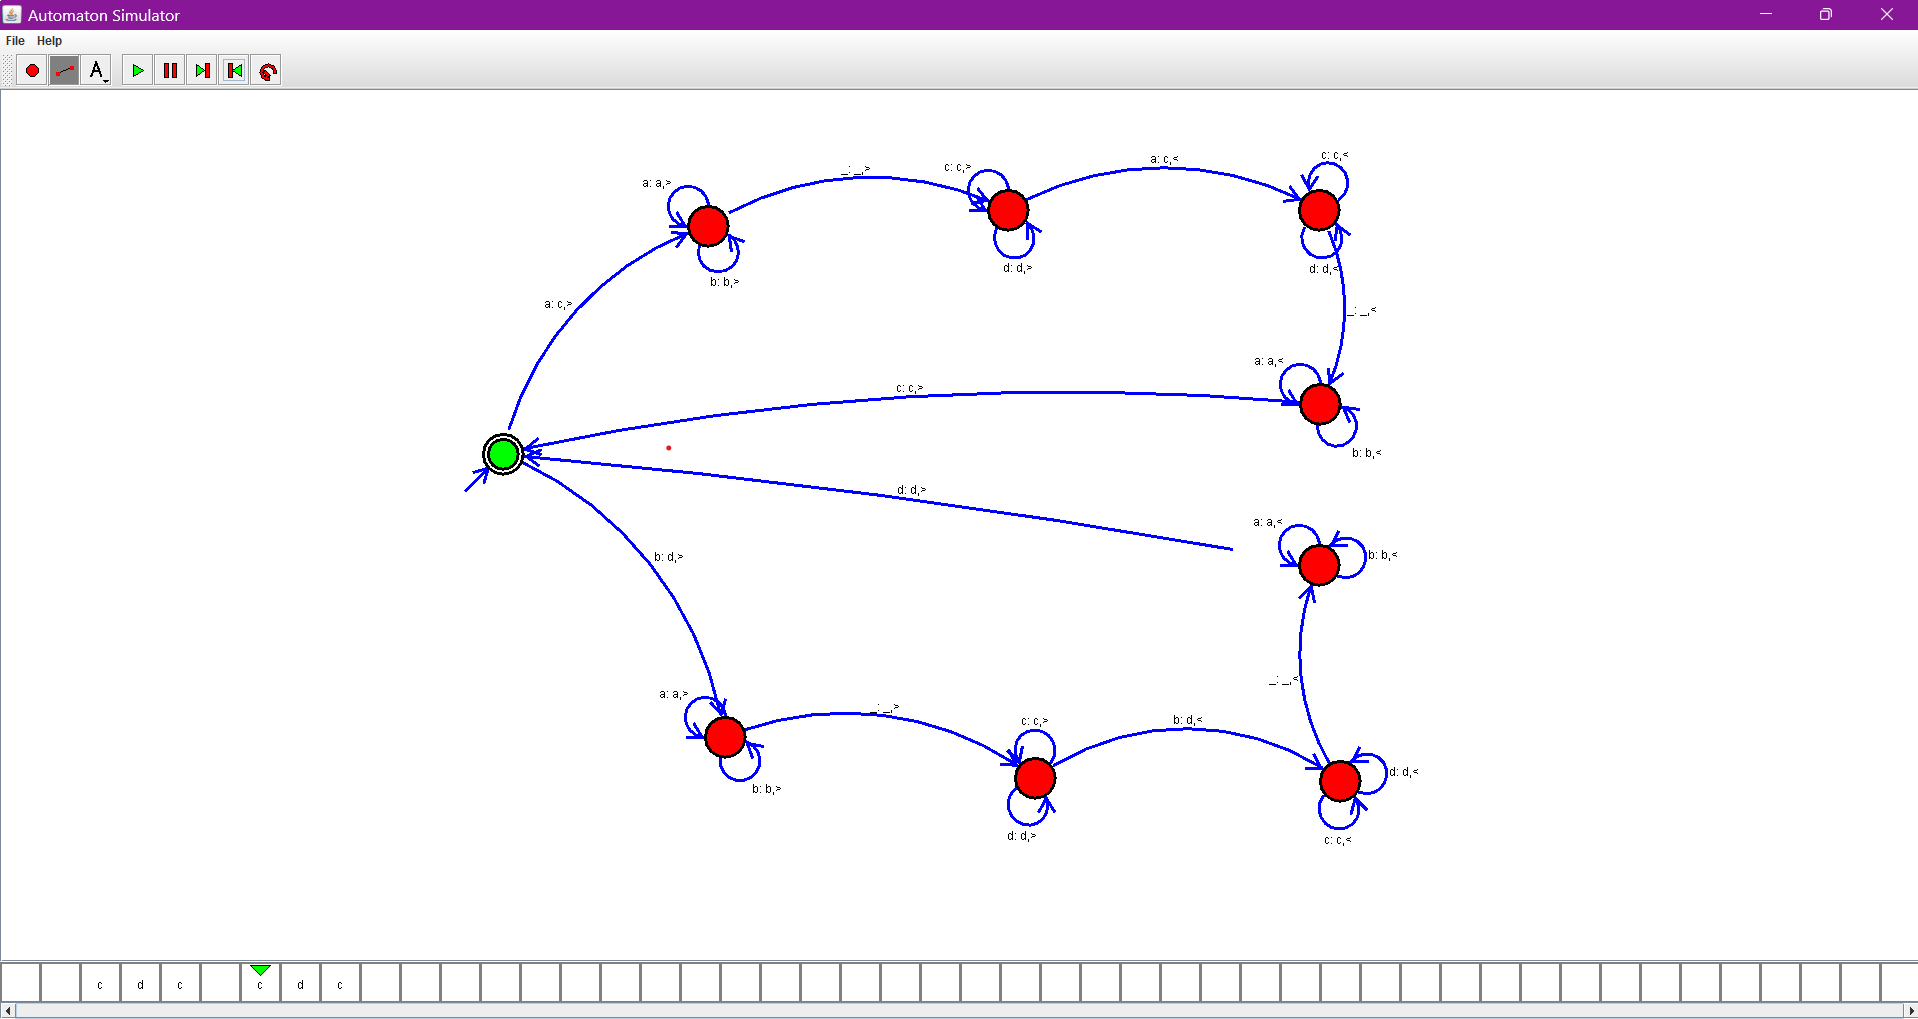 Automaton Simulator
File Help
A
c: c,<
a: c,<
c: c,>
_: _,>
a: a,>
d: d,>
d: d,<
b: b,>
a: c,>
_: _,<
a: a,<
c: c,>
b: b,<
d: d,>
a: a,<
b: b,<
b: d,>
_: _,<
a: a,>
_: _,>
c: c,>
b: d,<
d: d,<
b: b,>
d: d,>
c: c,<
c d c c d c